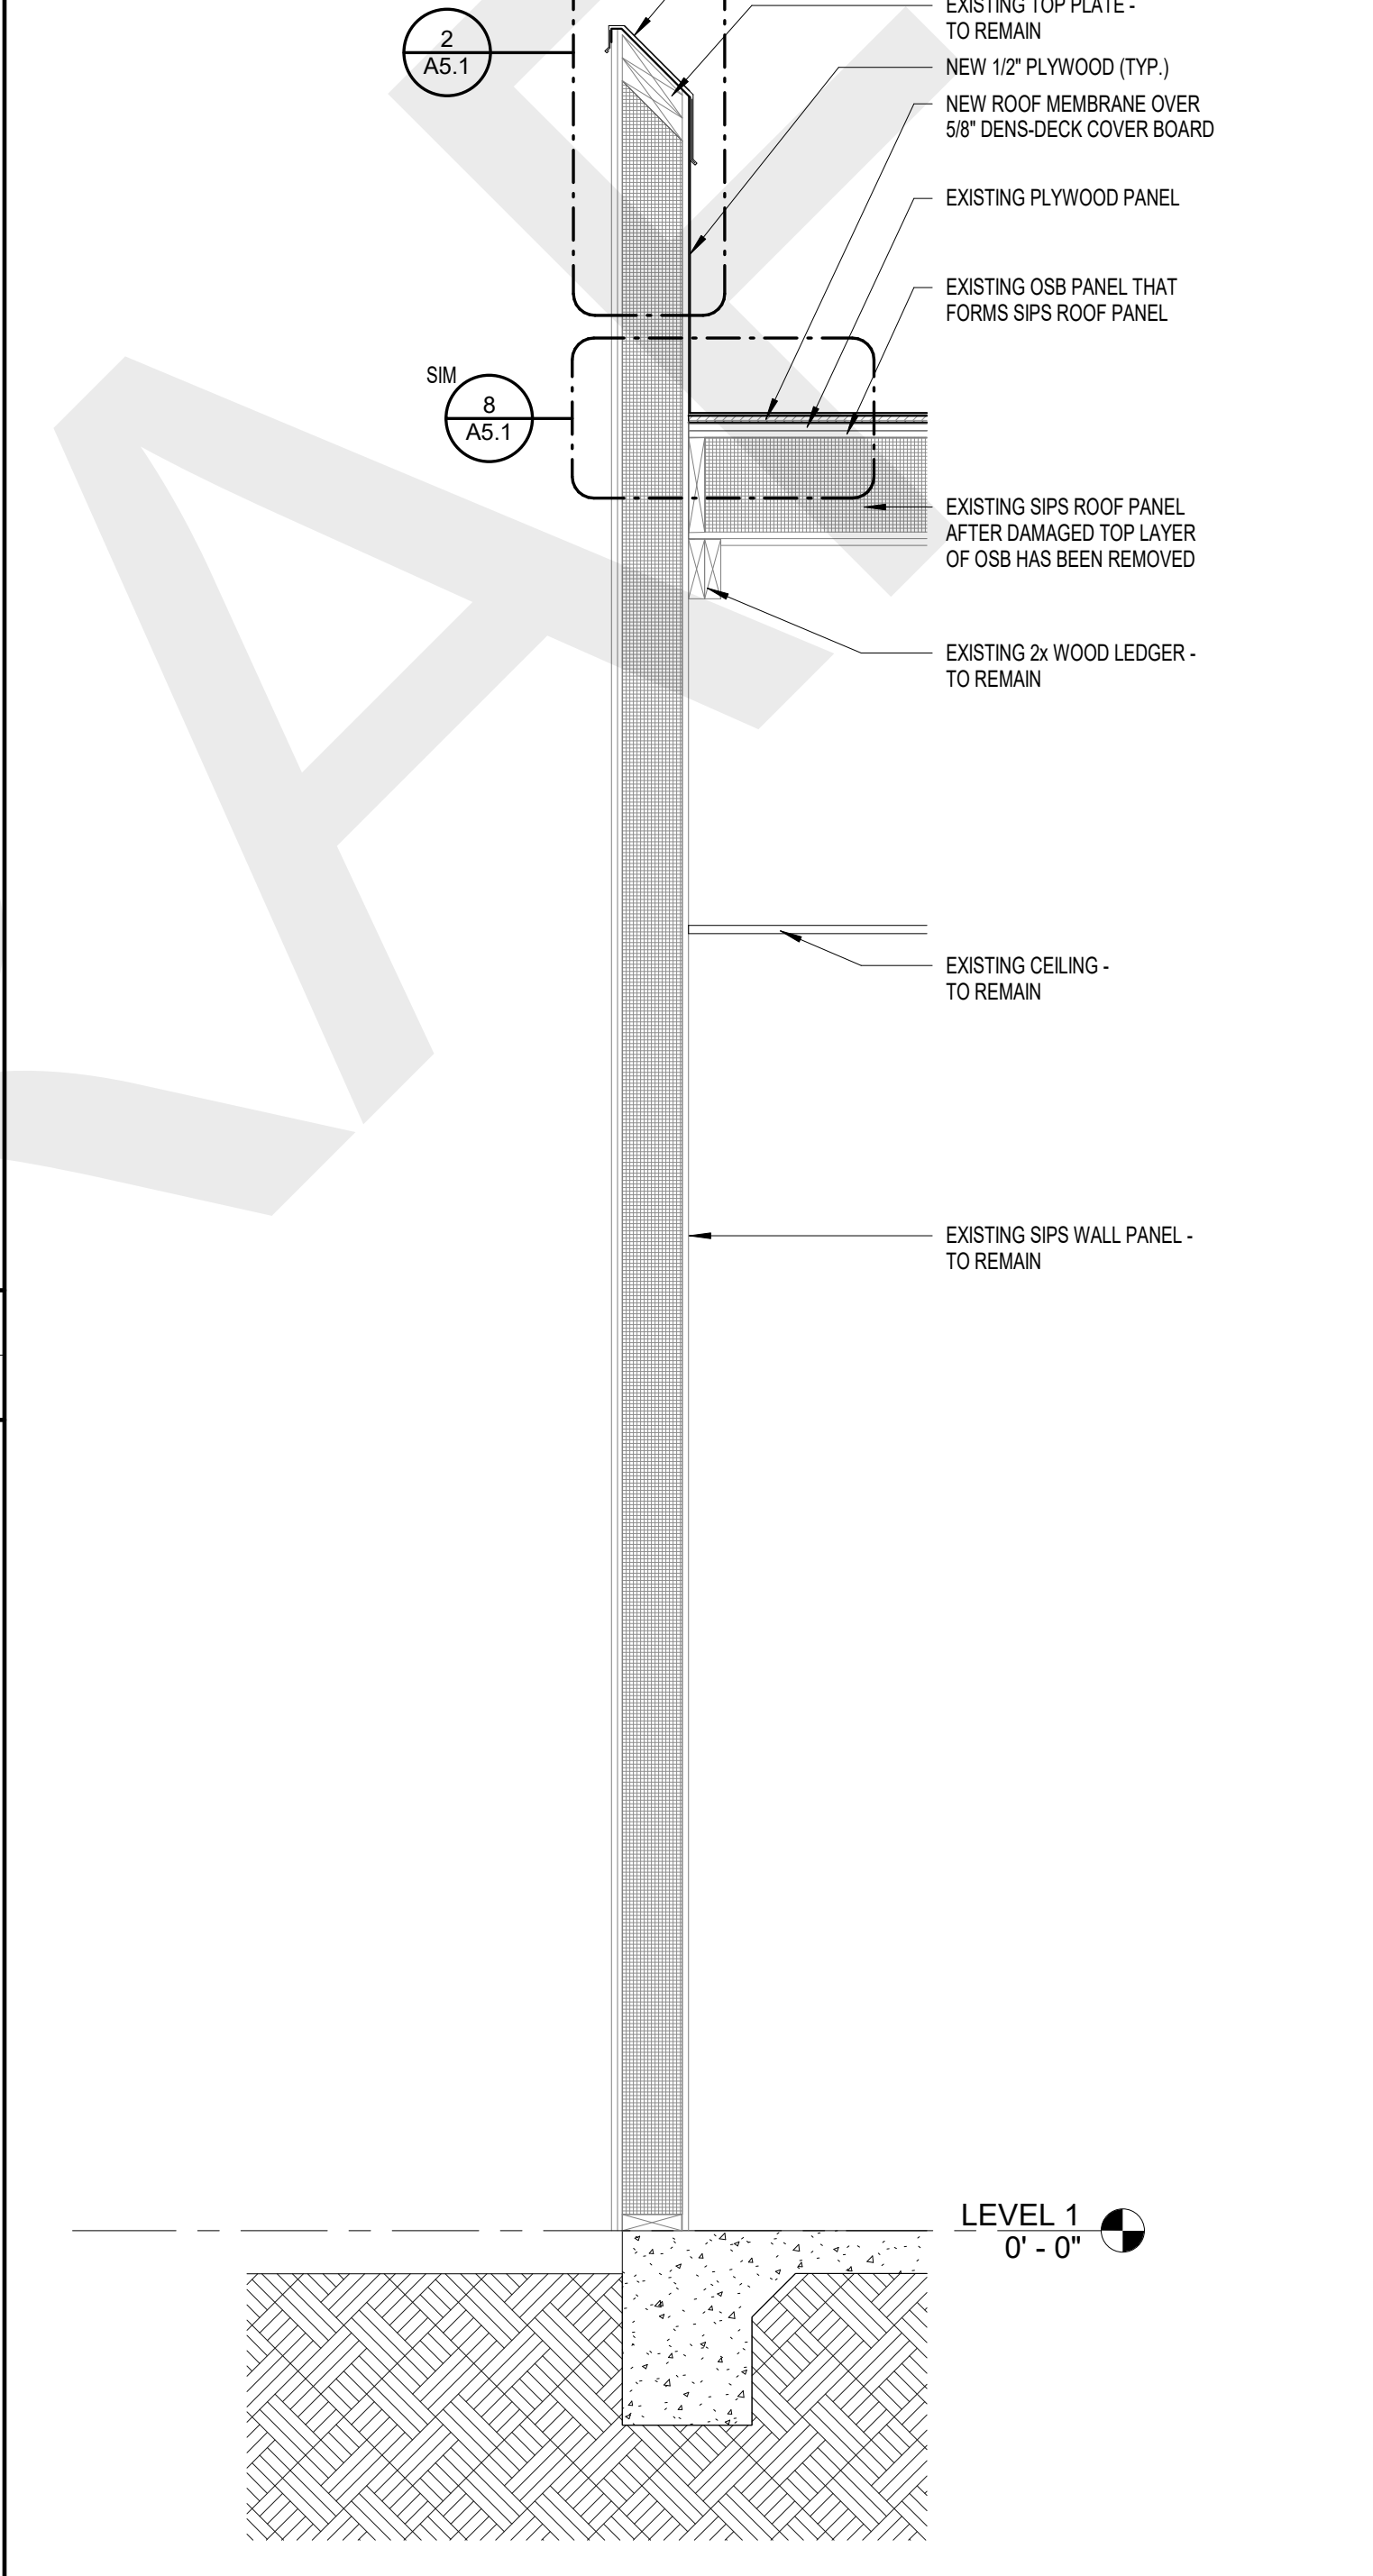 EXISTING TOP PLATE -
TO REMAIN
2
A5.1
NEW 1/2" PLYWOOD (TYP.)
NEW ROOF MEMBRANE OVER
5/8" DENS-DECK COVER BOARD
EXISTING PLYWOOD PANEL
EXISTING OSB PANEL THAT
FORMS SIPS ROOF PANEL
SIM
8
A5.1
EXISTING SIPS ROOF PANEL
AFTER DAMAGED TOP LAYER
OF OSB HAS BEEN REMOVED
EXISTING 2x WOOD LEDGER -
TO REMAIN
EXISTING CEILING -
TO REMAIN
EXISTING SIPS WALL PANEL -
TO REMAIN
LEVEL 1
0' - 0"